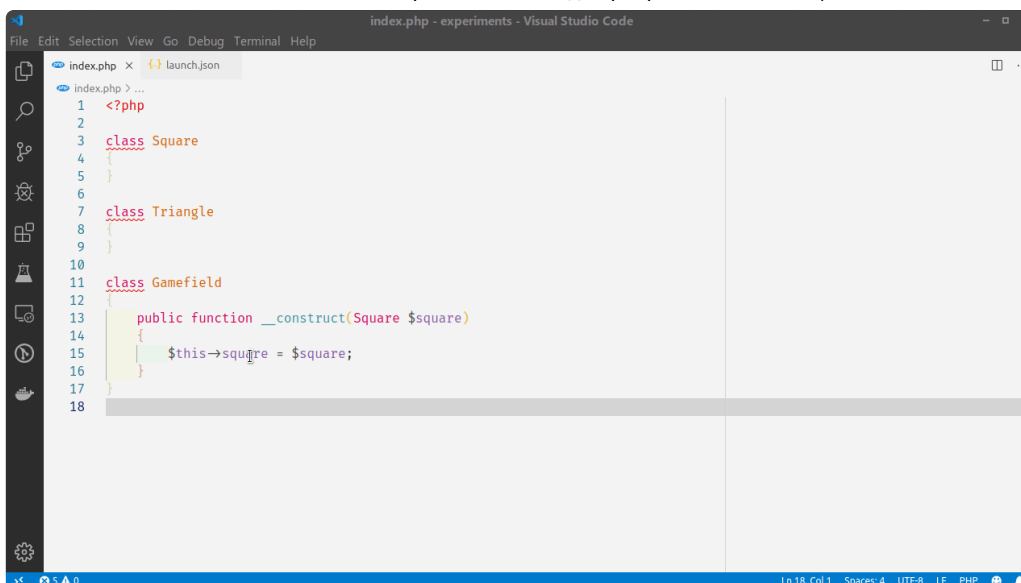 index.php - experiments - Visual Studio Code
File Edit Selection View Go Debug Terminal Help
index.php × {..} launch.json
index.php > ...
1 <?php
2
3 class Square
4 {
5 }
6
7 class Triangle
8 {
9 }
10
11 class Gamefield
12 {
13 public function __construct(Square $square)
14 {
15 $this→square = $square;
16 }
17 }
18
5 0 Ln 18, Col 1 Spaces: 4 UTF-8 LF PHP